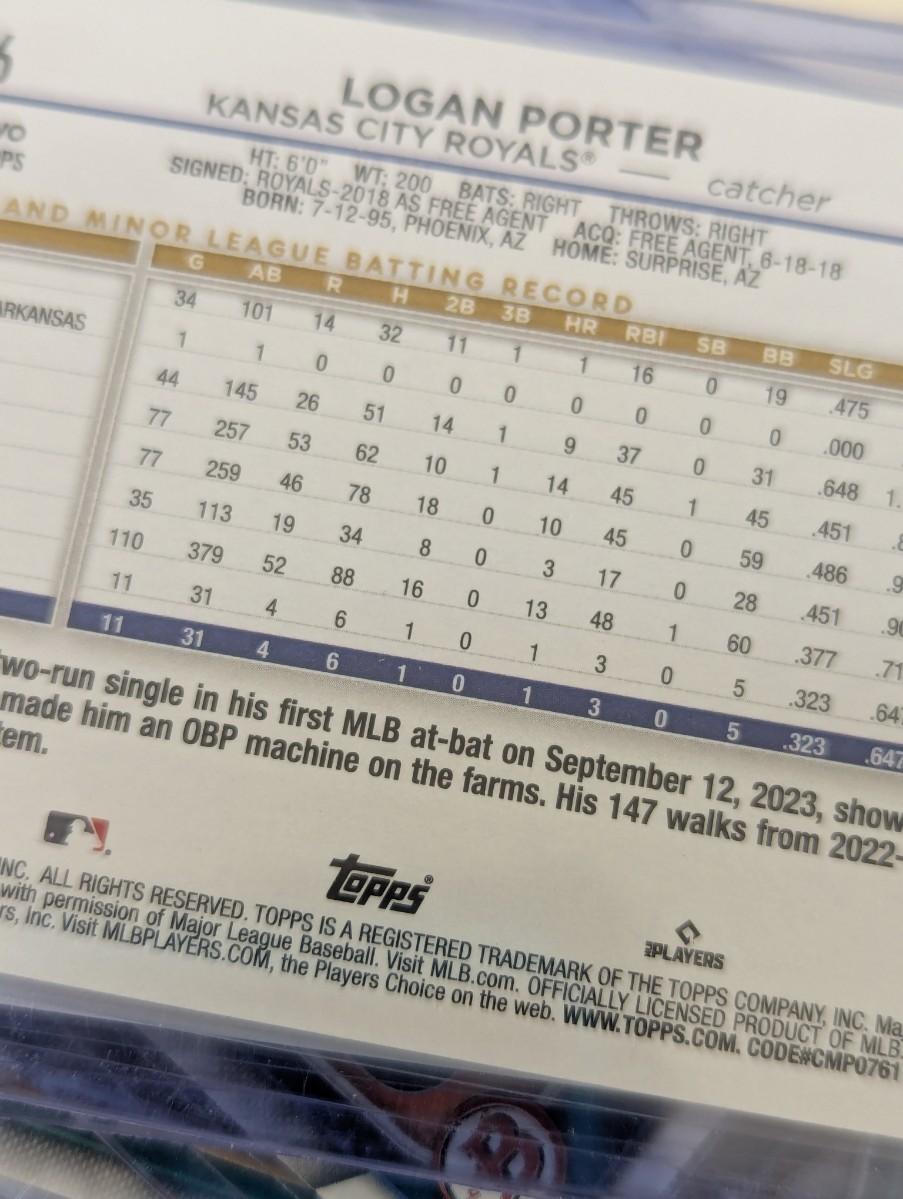 LOGAN PORTER
KANSAS CITY ROYALS® — catcher
HT: 6'0" WT: 200 BATS: RIGHT THROWS: RIGHT
SIGNED: ROYALS-2018 AS FREE AGENT ACQ: FREE AGENT, 6-18-18
BORN: 7-12-95, PHOENIX, AZ HOME: SURPRISE, AZ
AND MINOR LEAGUE BATTING RECORD
G AB R H 2B 3B HR RBI SB BB SLG
34 101 14 32 11 1 1 16 0 19 .475
ARKANSAS
1 1 0 0 0 0 0 0 0 0 .000
44 145 26 51 14 1 9 37 0 31 .648 1.
77 257 53 62 10 1 14 45 1 45 .451
77 259 46 78 18 0 10 45 0 59 .486 .9
35 113 19 34 8 0 3 17 0 28 .451 .90
110 379 52 88 16 0 13 48 1 60 .377 .71
11 31 4 6 1 0 1 3 0 5 .323 .647
11 31 4 6 1 0 1 3 0 5 .323 .647
two-run single in his first MLB at-bat on September 12, 2023, show
made him an OBP machine on the farms. His 147 walks from 2022-
tem.
topps®
PLAYERS
INC. ALL RIGHTS RESERVED. TOPPS IS A REGISTERED TRADEMARK OF THE TOPPS COMPANY, INC. Ma
with permission of Major League Baseball. Visit MLB.com. OFFICIALLY LICENSED PRODUCT OF MLB
rs, Inc. Visit MLBPLAYERS.COM, the Players Choice on the web. WWW.TOPPS.COM. CODE#CMP0761